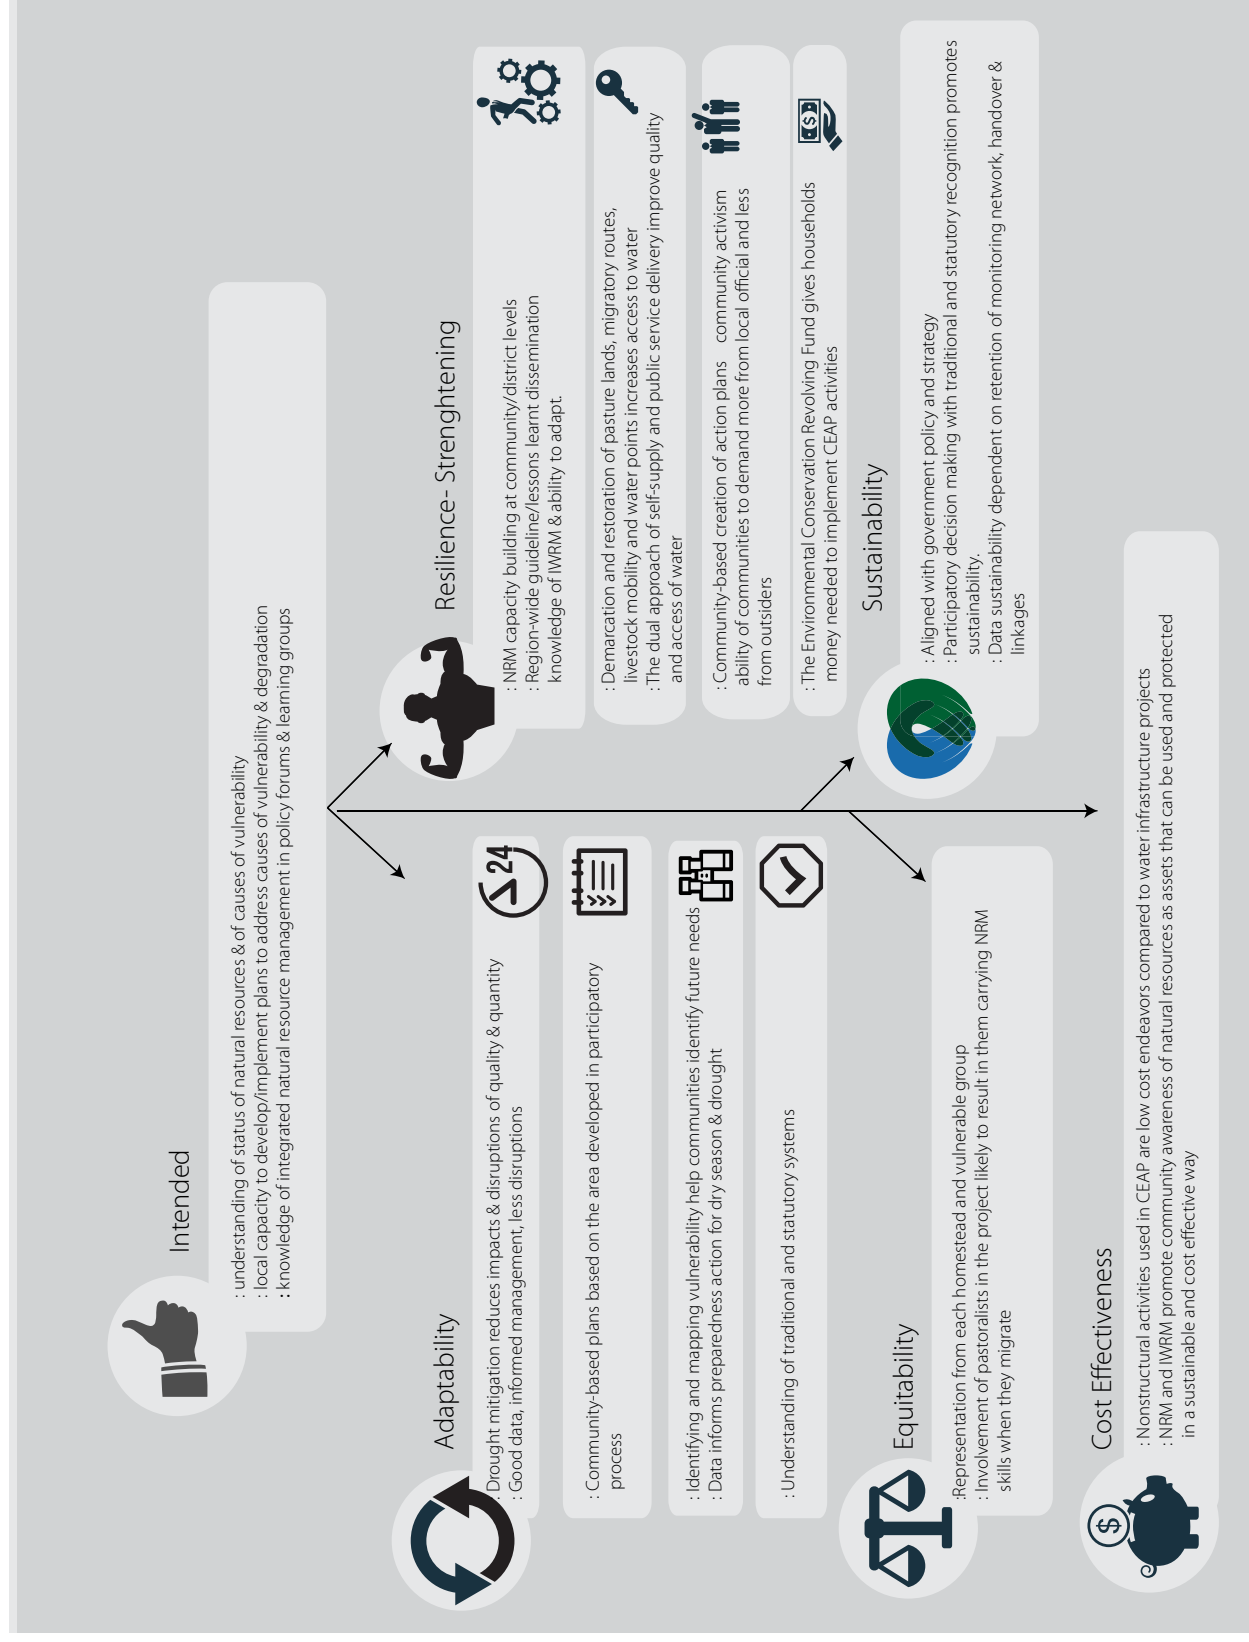 Intended
: understanding of status of natural resources & of causes of vulnerability
: local capacity to develop/implement plans to address causes of vulnerability & degradation
: knowledge of integrated natural resource management in policy forums & learning groups
Adaptability
: Drought mitigation reduces impacts & disruptions of quality & quantity
: Good data, informed management, less disruptions
24
: Community-based plans based on the area developed in participatory
process
: Identifying and mapping vulnerability help communities identify future needs
: Data informs preparedness action for dry season & drought
: Understanding of traditional and statutory systems
Resilience- Strenghtening
: NRM capacity building at community/district levels
: Region-wide guideline/lessons learnt dissemination
knowledge of IWRM & ability to adapt.
: Demarcation and restoration of pasture lands, migratory routes,
livestock mobility and water points increases access to water
: The dual approach of self-supply and public service delivery improve quality
and access of water
: Community-based creation of action plans community activism
ability of communities to demand more from local official and less
from outsiders
: The Environmental Conservation Revolving Fund gives households
money needed to implement CEAP activities
$
Equitability
:Representation from each homestead and vulnerable group
: Involvement of pastoralists in the project likely to result in them carrying NRM
skills when they migrate
Sustainability
: Aligned with government policy and strategy
: Participatory decision making with traditional and statutory recognition promotes
sustainability.
: Data sustainability dependent on retention of monitoring network, handover &
linkages
Cost Effectiveness
$
: Nonstructural activities used in CEAP are low cost endeavors compared to water infrastructure projects
: NRM and IWRM promote community awareness of natural resources as assets that can be used and protected
in a sustainable and cost effective way